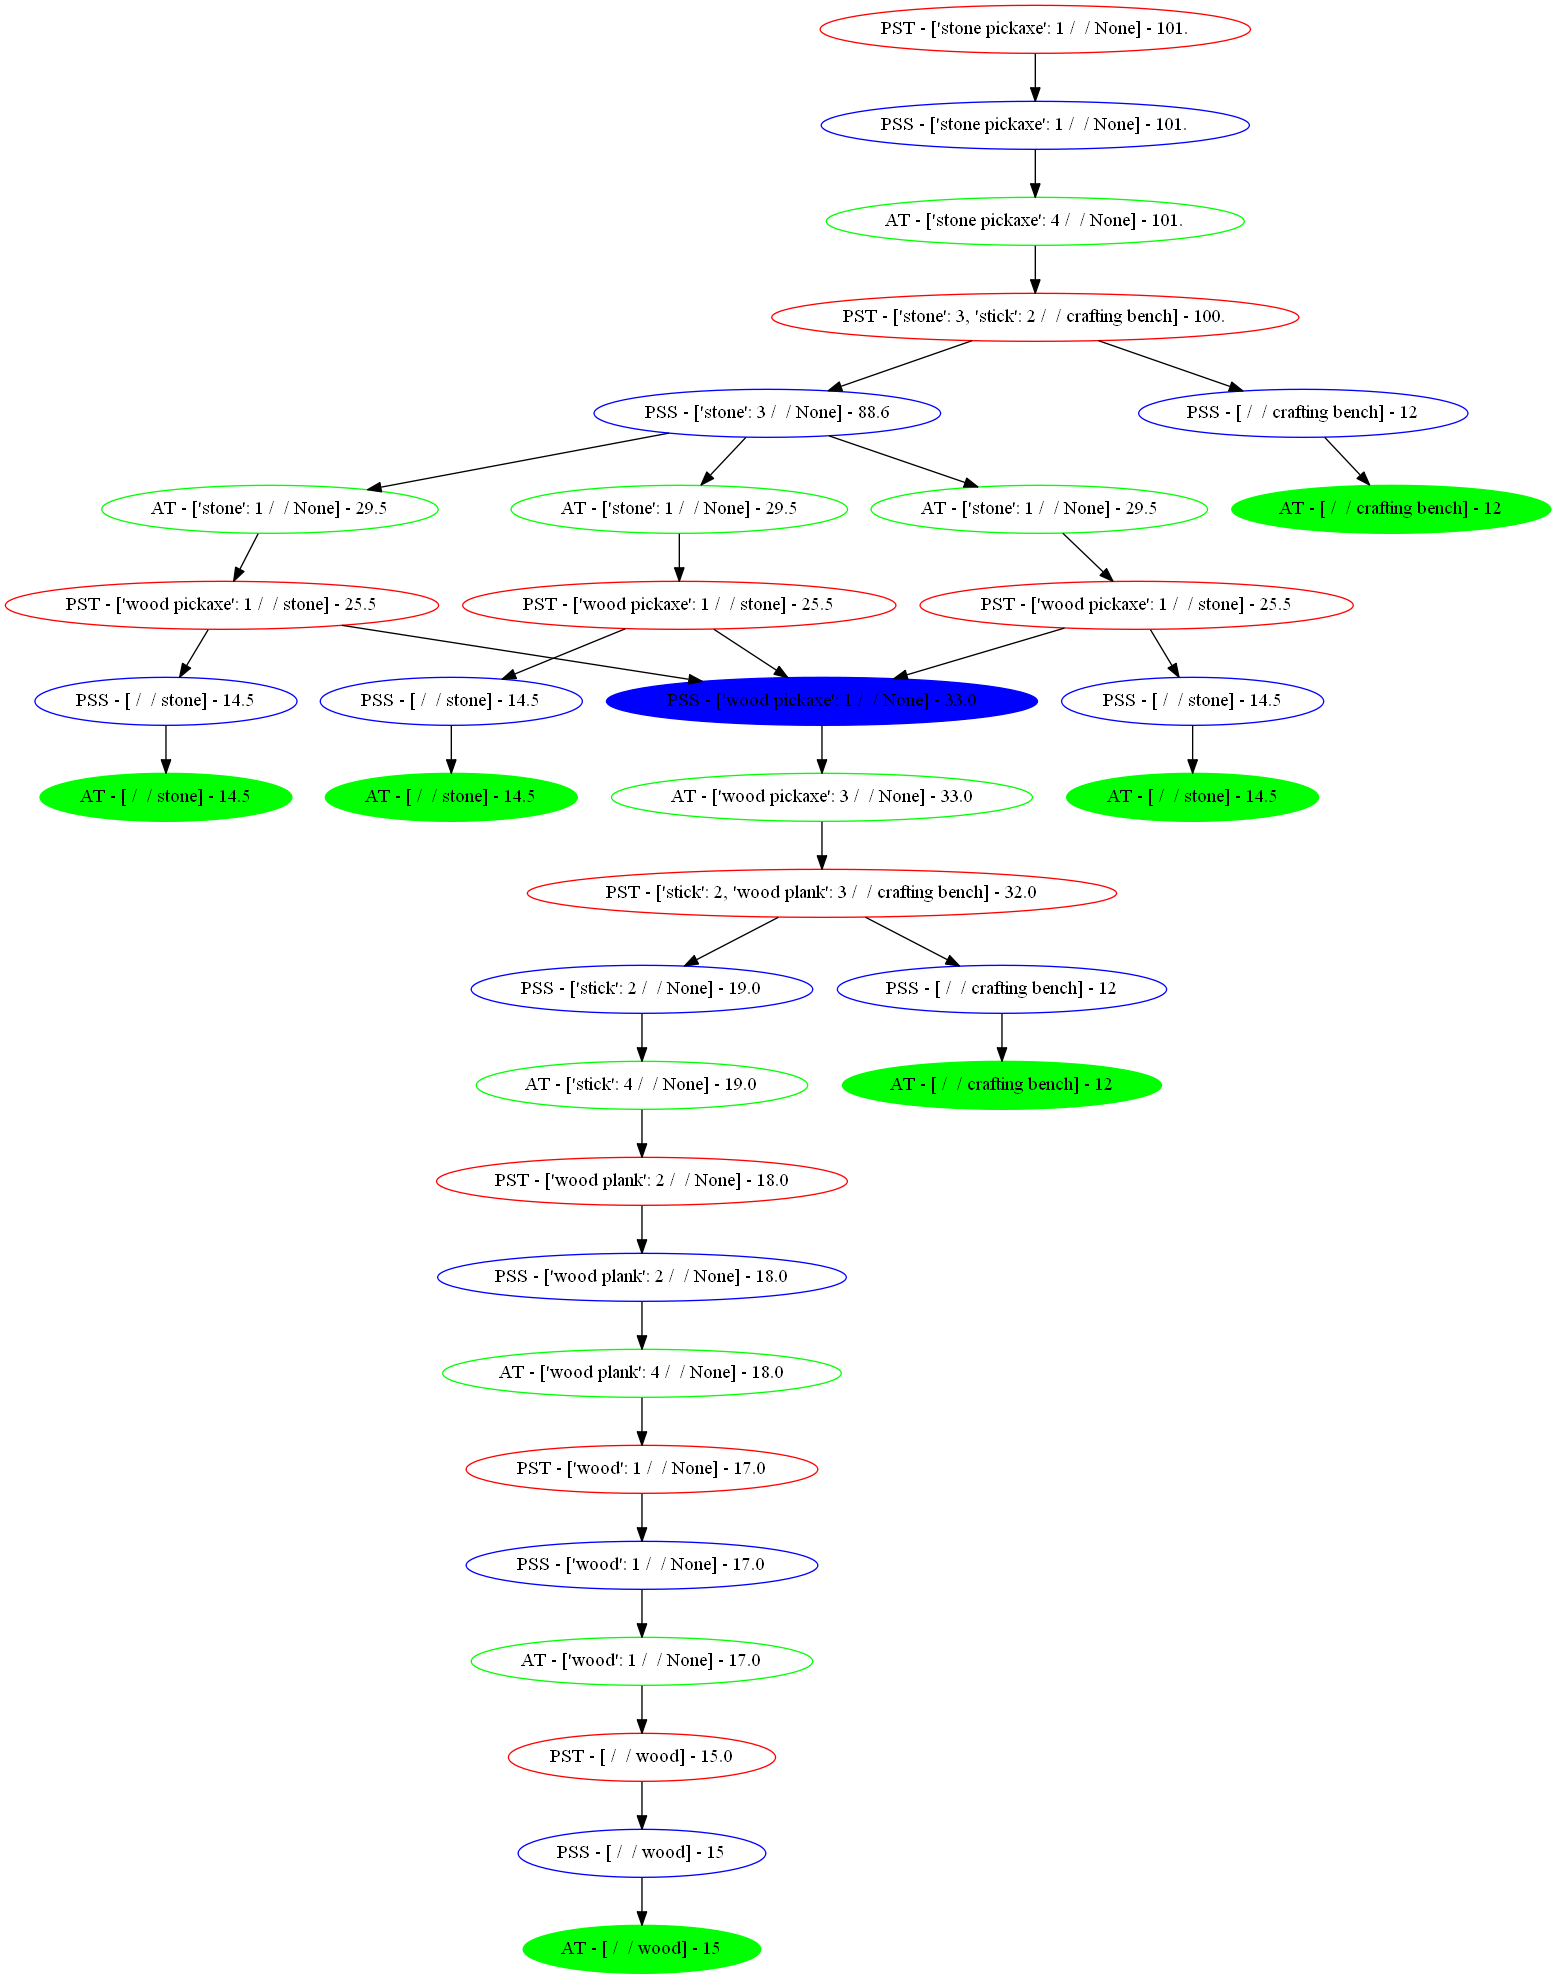 PST - ['stone pickaxe': 1 /  / None] - 101.
PSS - ['stone pickaxe': 1 /  / None] - 101.
AT - ['stone pickaxe': 4 /  / None] - 101.
PST - ['stone': 3, 'stick': 2 /  / crafting bench] - 100.
PSS - ['stone': 3 /  / None] - 88.6
PSS - [ /  / crafting bench] - 12
AT - ['stone': 1 /  / None] - 29.5
AT - ['stone': 1 /  / None] - 29.5
AT - ['stone': 1 /  / None] - 29.5
AT - [ /  / crafting bench] - 12
PST - ['wood pickaxe': 1 /  / stone] - 25.5
PST - ['wood pickaxe': 1 /  / stone] - 25.5
PST - ['wood pickaxe': 1 /  / stone] - 25.5
PSS - [ /  / stone] - 14.5
PSS - [ /  / stone] - 14.5
PSS - ['wood pickaxe': 1 /  / None] - 33.0
PSS - [ /  / stone] - 14.5
AT - [ /  / stone] - 14.5
AT - [ /  / stone] - 14.5
AT - ['wood pickaxe': 3 /  / None] - 33.0
AT - [ /  / stone] - 14.5
PST - ['stick': 2, 'wood plank': 3 /  / crafting bench] - 32.0
PSS - ['stick': 2 /  / None] - 19.0
PSS - [ /  / crafting bench] - 12
AT - ['stick': 4 /  / None] - 19.0
AT - [ /  / crafting bench] - 12
PST - ['wood plank': 2 /  / None] - 18.0
PSS - ['wood plank': 2 /  / None] - 18.0
AT - ['wood plank': 4 /  / None] - 18.0
PST - ['wood': 1 /  / None] - 17.0
PSS - ['wood': 1 /  / None] - 17.0
AT - ['wood': 1 /  / None] - 17.0
PST - [ /  / wood] - 15.0
PSS - [ /  / wood] - 15
AT - [ /  / wood] - 15